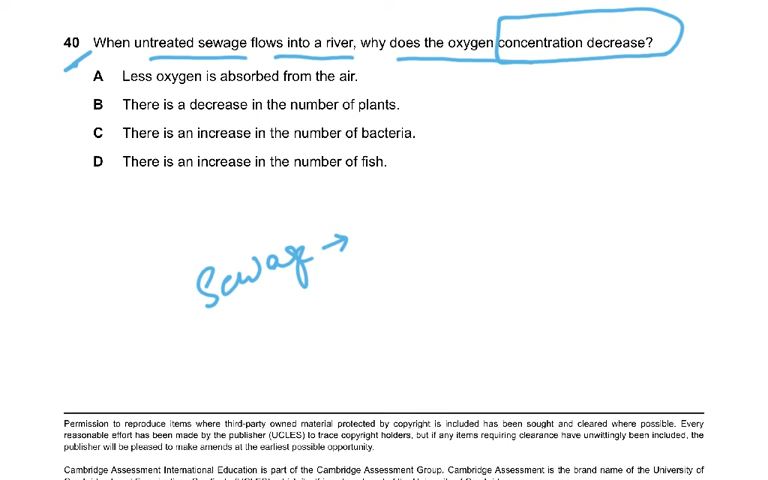 40 When untreated sewage flows into a river, why does the oxygen concentration decrease?
A Less oxygen is absorbed from the air.
B There is a decrease in the number of plants.
C There is an increase in the number of bacteria.
D There is an increase in the number of fish.
Sewage →
Permission to reproduce items where third-party owned material protected by copyright is included has been sought and cleared where possible. Every
reasonable effort has been made by the publisher (UCLES) to trace copyright holders, but if any items requiring clearance have unwittingly been included, the
publisher will be pleased to make amends at the earliest possible opportunity.
Cambridge Assessment International Education is part of the Cambridge Assessment Group. Cambridge Assessment is the brand name of the University of